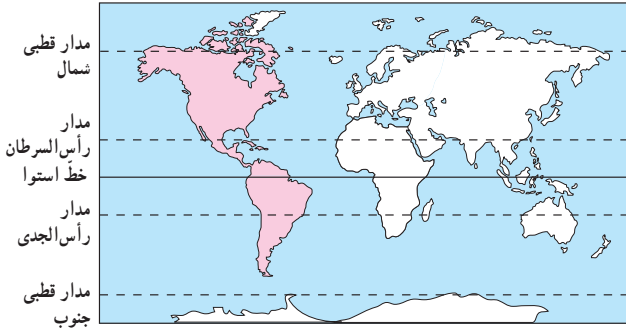 مدار قطبی
شمال
مدار
رأس‌السرطان
خطّ استوا
مدار
رأس‌الجدی
مدار قطبی
جنوب